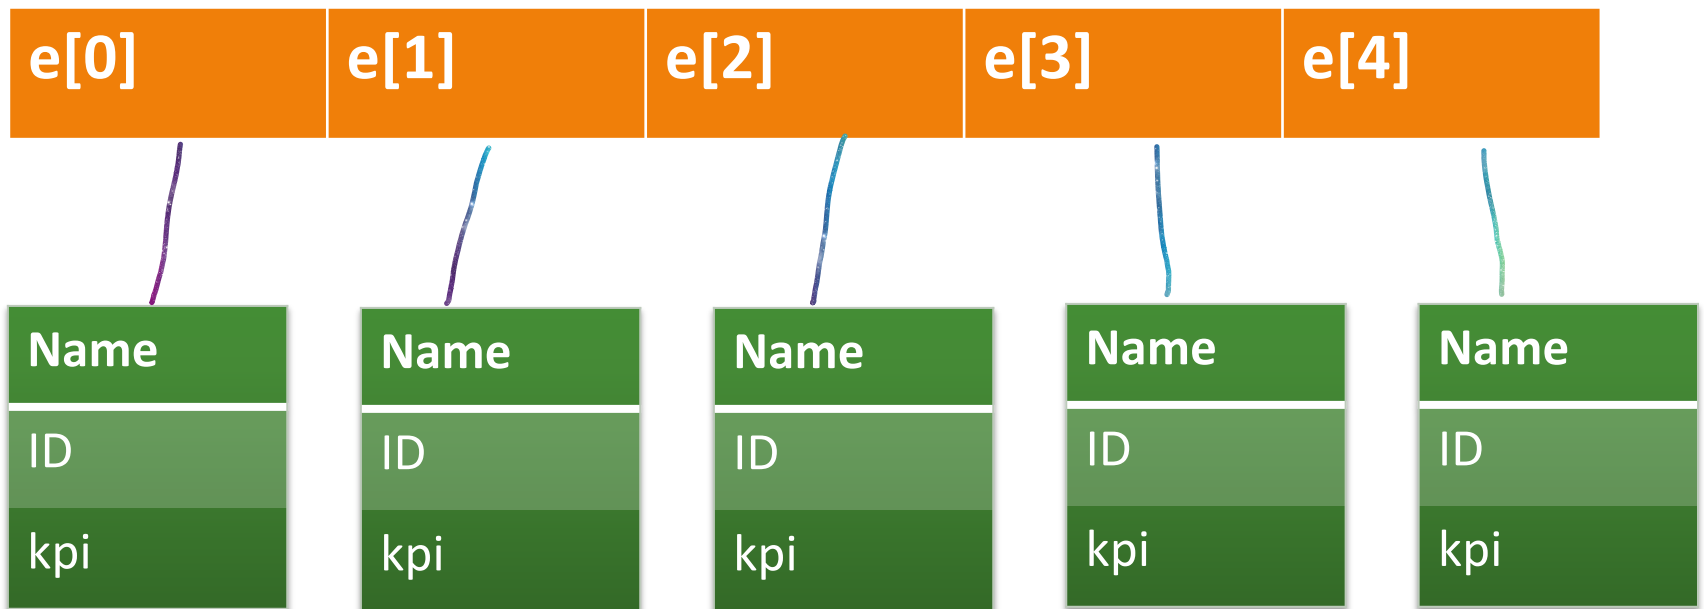 e[0] e[1] e[2] e[3] e[4]
Name Name Name Name Name
ID ID ID ID ID
kpi kpi kpi kpi kpi